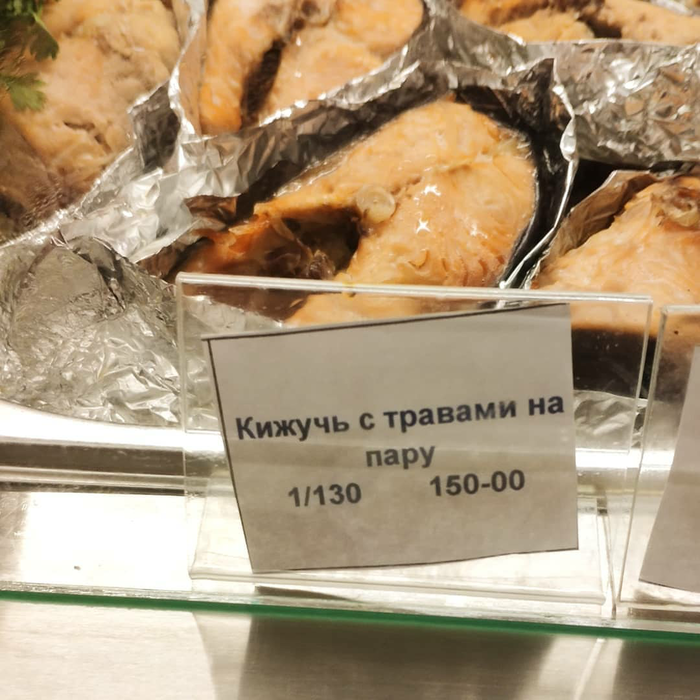 Кижучь с травами на
пару
1/130 150-00